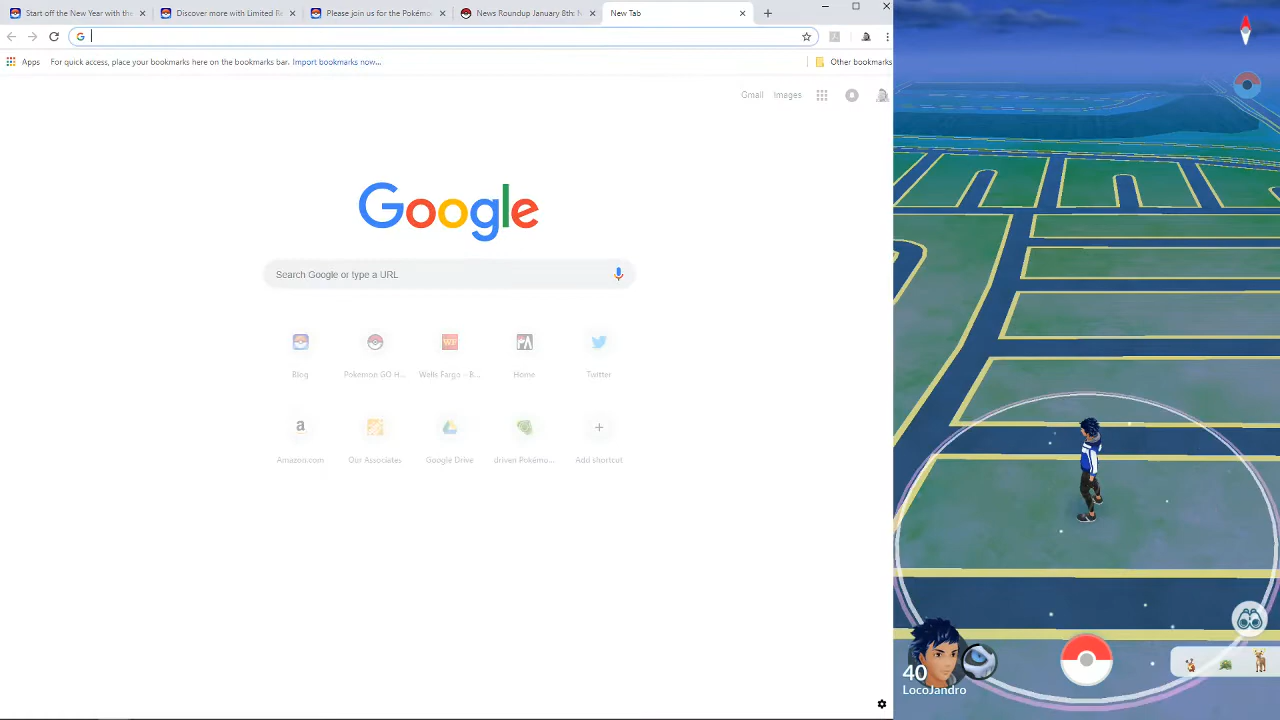 Start off the New Year with the
Discover more with Limited R
Please join us for the Pokémo
News Roundup January 8th: N
New Tab
Apps
For quick access, place your bookmarks here on the bookmarks bar. Import bookmarks now...
Other bookmarks
Gmail
Images
Google
Search Google or type a URL
Blog
Pokemon GO H...
WF
Wells Fargo – B...
Home
Twitter
Amazon.com
Our Associates
Google Drive
driven Pokémo...
Add shortcut
40
LocoJandro